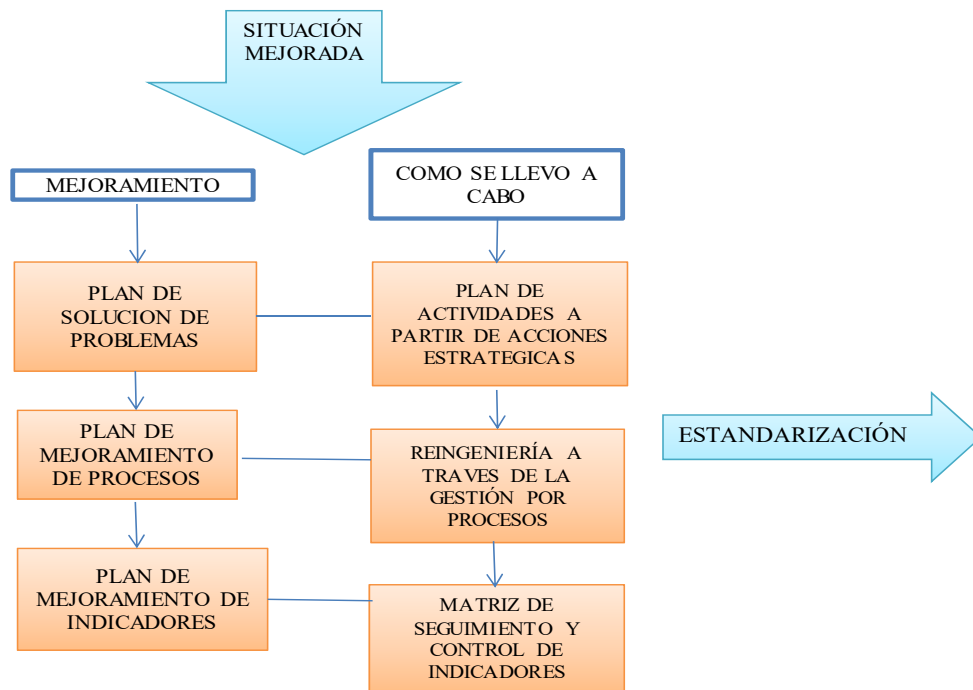 SITUACIÓN
MEJORADA
MEJORAMIENTO
COMO SE LLEVO A
CABO
PLAN DE
SOLUCION DE
PROBLEMAS
PLAN DE
ACTIVIDADES A
PARTIR DE ACCIONES
ESTRATEGICAS
PLAN DE
MEJORAMIENTO
DE PROCESOS
REINGENIERÍA A
TRAVES DE LA
GESTIÓN POR
PROCESOS
ESTANDARIZACIÓN
PLAN DE
MEJORAMIENTO DE
INDICADORES
MATRIZ DE
SEGUIMIENTO Y
CONTROL DE
INDICADORES